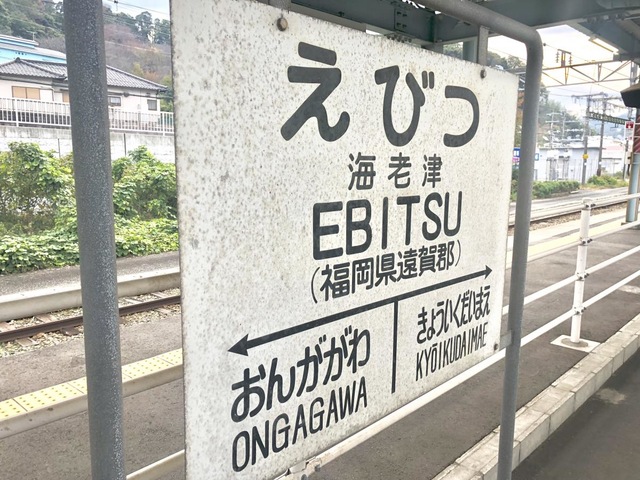 えびつ
海老津
EBITSU
(福岡県遠賀郡)
おんががわ
ONGAGAWA
きょういくだいまえ
KYOIKUDAIMAE